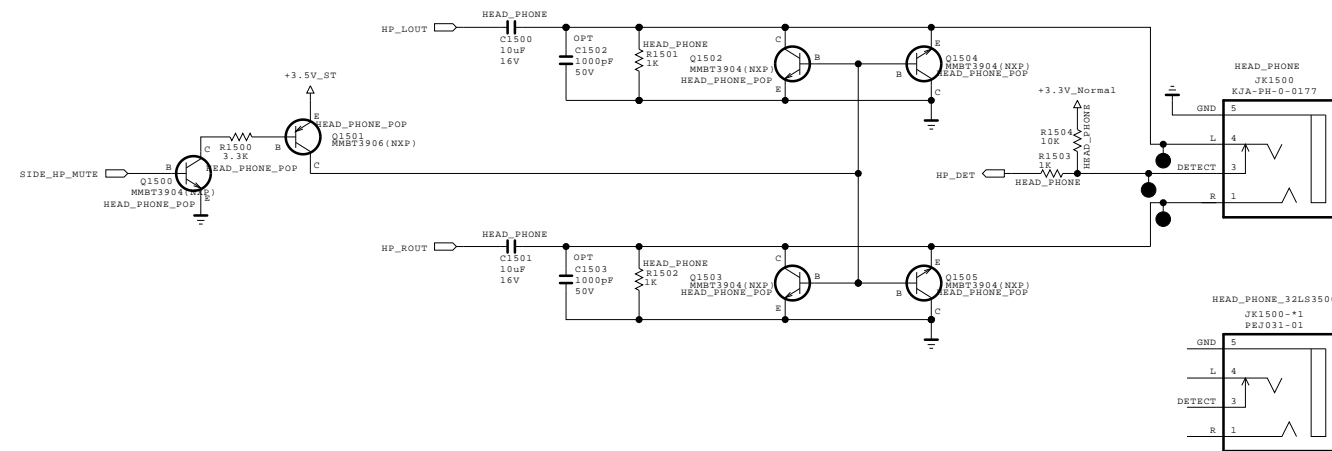 HEAD_PHONE
HP_LOUT
C1500
10uF
16V
OPT
C1502
1000pF
50V
HEAD_PHONE
R1501
1K
C
B
E
Q1502
MMBT3904(NXP)
HEAD_PHONE_POP
E
B
C
Q1504
MMBT3904(NXP)
HEAD_PHONE_POP
+3.5V_ST
E
HEAD_PHONE_POP
Q1501
MMBT3906(NXP)
B
C
R1500
3.3K
C
HEAD_PHONE_POP
SIDE_HP_MUTE
B
Q1500
MMBT3904(NXP)
E
HEAD_PHONE_POP
+3.3V_Normal
R1504
10K
HEAD_PHONE
R1503
1K
HP_DET
HEAD_PHONE
HEAD_PHONE
JK1500
KJA-PH-0-0177
GND 5
L 4
DETECT 3
R 1
HEAD_PHONE
HP_ROUT
C1501
10uF
16V
OPT
C1503
1000pF
50V
HEAD_PHONE
R1502
1K
C
B
E
Q1503
MMBT3904(NXP)
HEAD_PHONE_POP
E
B
C
Q1505
MMBT3904(NXP)
HEAD_PHONE_POP
HEAD_PHONE_32LS3500
JK1500-*1
PEJ031-01
GND 5
L 4
DETECT 3
R 1